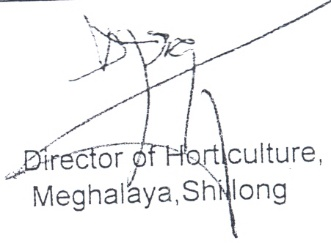 Director of Horticulture,
Meghalaya,Shillong